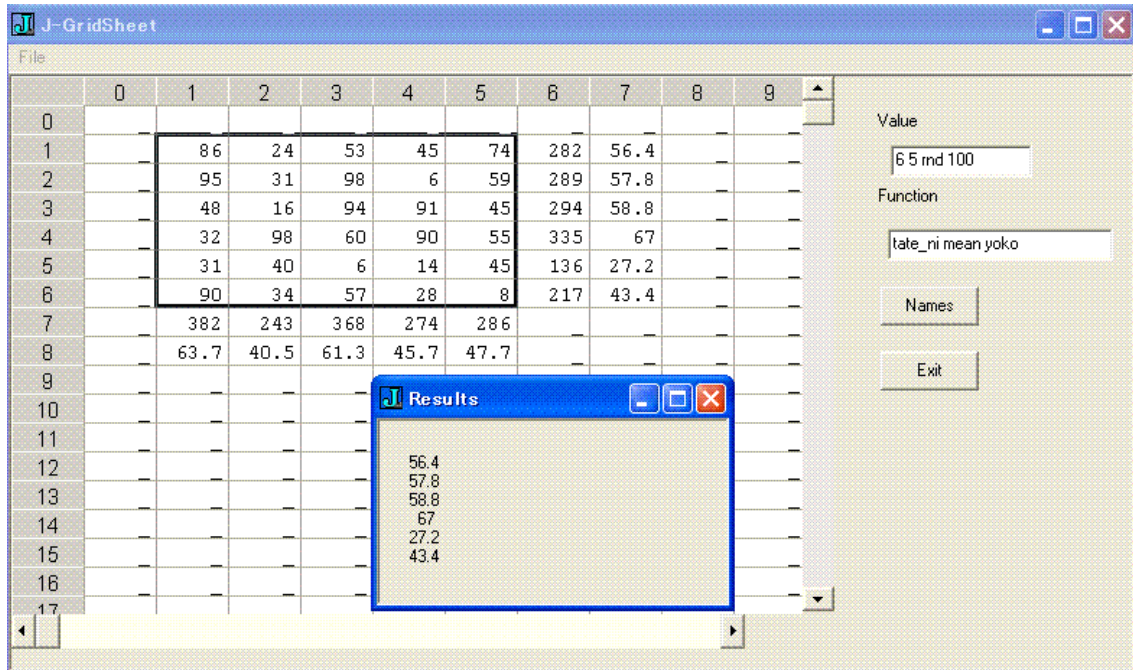 J-GridSheet
File
0 1 2 3 4 5 6 7 8 9
0 _ _ _ _ _ _ _ _ _ _
1 _ 86 24 53 45 74 282 56.4 _ _
2 _ 95 31 98 6 59 289 57.8 _ _
3 _ 48 16 94 91 45 294 58.8 _ _
4 _ 32 98 60 90 55 335 67 _ _
5 _ 31 40 6 14 45 136 27.2 _ _
6 _ 90 34 57 28 8 217 43.4 _ _
7 _ 382 243 368 274 286 _ _ _ _
8 _ 63.7 40.5 61.3 45.7 47.7 _ _ _ _
9 _ _ _ _ _
10 _ _ _ _ _
11 _ _ _ _ _
12 _ _ _ _ _
13 _ _ _ _ _
14 _ _ _ _ _
15 _ _ _ _ _
16 _ _ _ _ _
17
Value
6 5 rnd 100
Function
tate_ni mean yoko
Names
Exit
Results
56.4
57.8
58.8
67
27.2
43.4